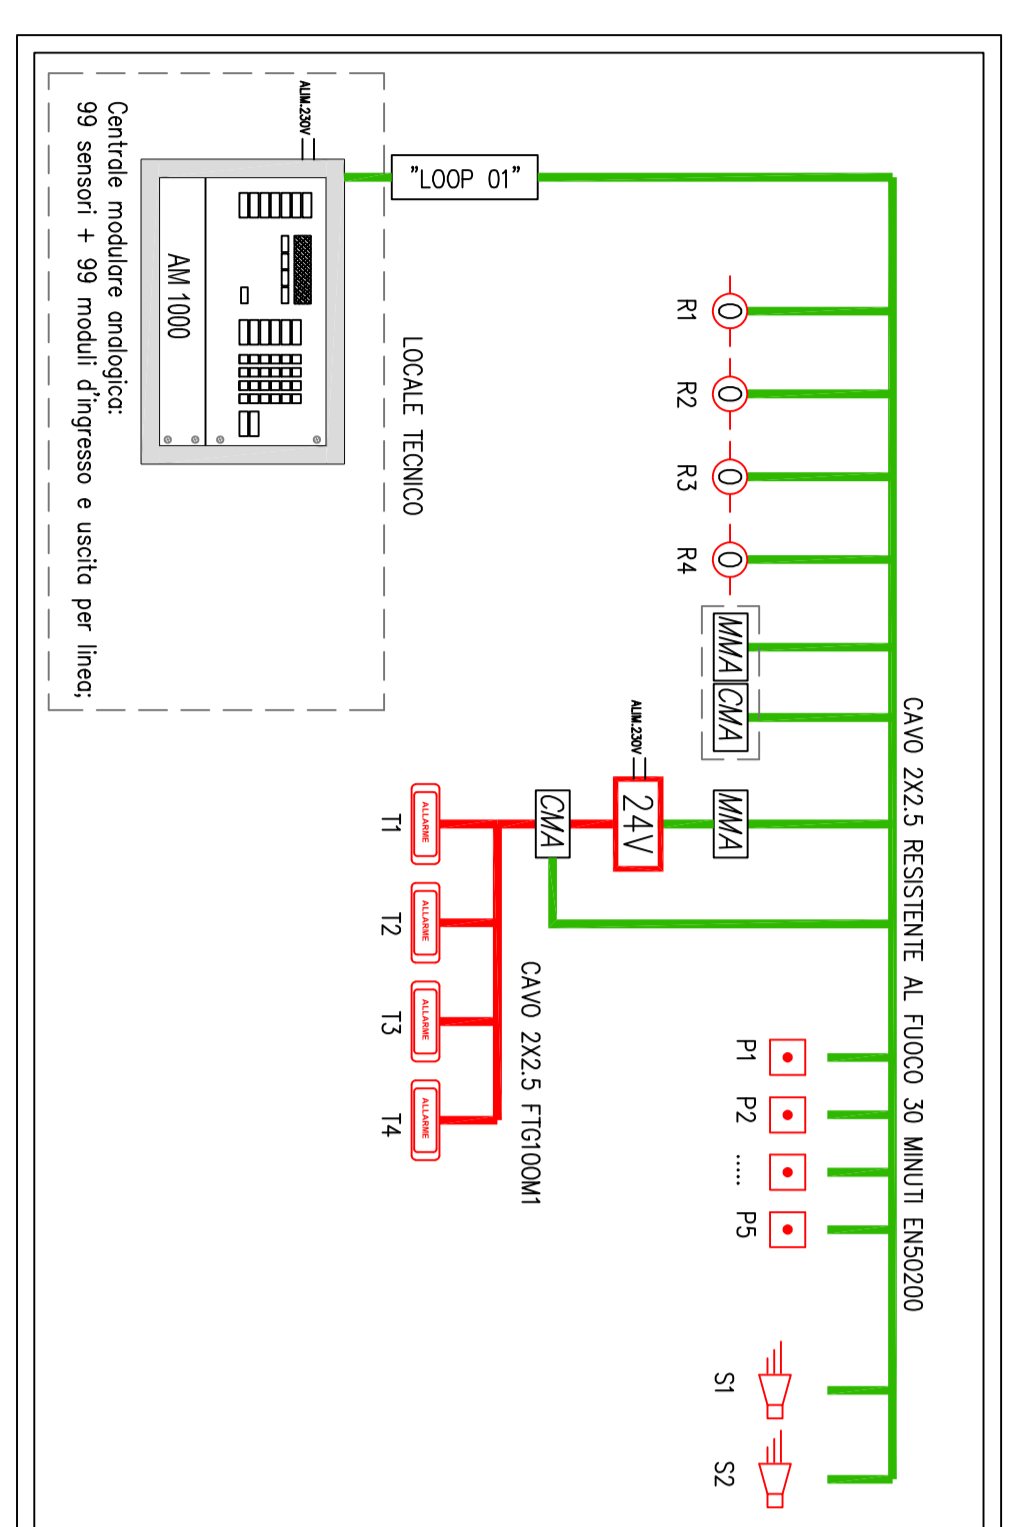 CAVO 2X2.5 RESISTENTE AL FUOCO 30 MINUTI EN50200
"LOOP 01"
R1
R2
R3
R4
MMA
CMA
MMA
P1
P2
.....
P5
S1
S2
ALIM.230V
24V
CMA
CAVO 2X2.5 FTG10OM1
ALLARME
ALLARME
ALLARME
ALLARME
T1
T2
T3
T4
LOCALE TECNICO
ALIM.230V
AM1000
Centrale modulare analogica:
99 sensori + 99 moduli d'ingresso e uscita per linea;